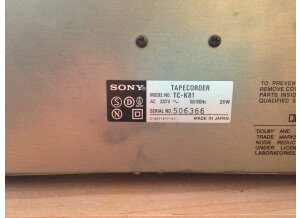 SONY
TAPECORDER
MODEL NO. TC-K81
AC 220V ~ 50/60Hz 25W
SERIAL NO. 506366
MADE IN JAPAN
TO PREVEN
REMOVE COV
PARTS INSID
QUALIFIED S
"DOLBY" AND
TRADE MARK
NOISE REDUC
UNDER LICEN
LABORATORIES